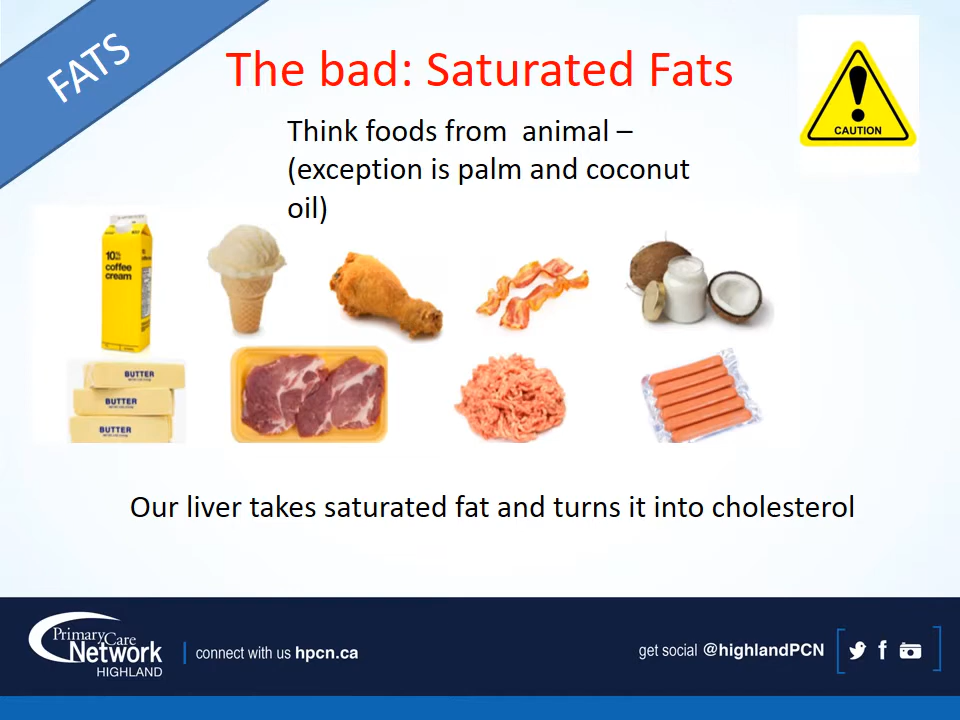 FATS
The bad: Saturated Fats
CAUTION
Think foods from animal –
(exception is palm and coconut
oil)
10%
coffee
cream
BUTTER
BUTTER
BUTTER
Our liver takes saturated fat and turns it into cholesterol
PrimaryCare
Network
HIGHLAND
connect with us hpcn.ca
get social @highlandPCN